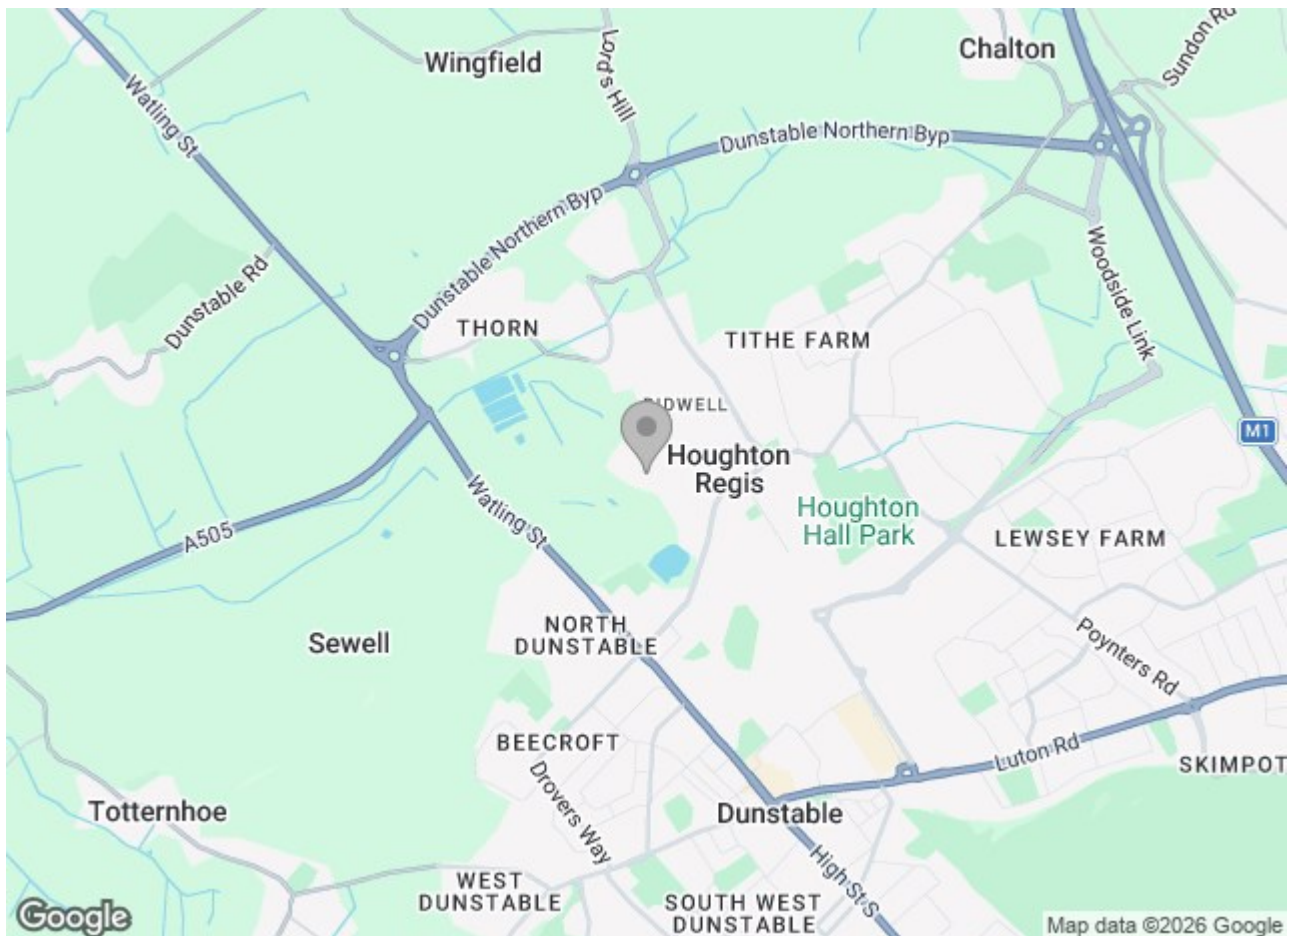 Wingfield
Lord's Hill
Chalton
Sundon Rd
Watling St
Dunstable Northern Byp
Dunstable Northern Byp
Woodside Link
Dunstable Rd
THORN
TITHE FARM
BIDWELL
M1
Houghton
Regis
Houghton
Hall Park
Watling St
A505
LEWSEY FARM
NORTH
DUNSTABLE
Sewell
Poynters Rd
BEECROFT
Luton Rd
SKIMPOT
Drovers Way
Totternhoe
Dunstable
High St S
WEST
DUNSTABLE
SOUTH WEST
DUNSTABLE
Google
Map data ©2026 Google